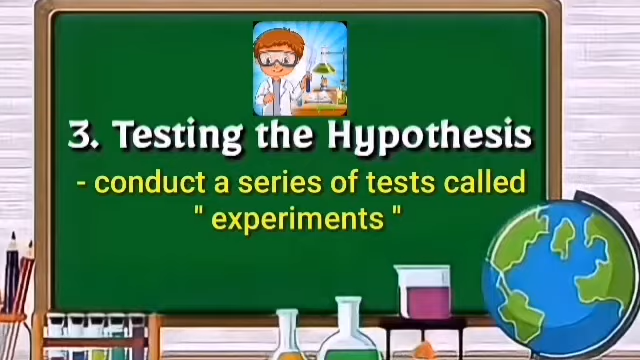 3. Testing the Hypothesis
- conduct a series of tests called
" experiments "